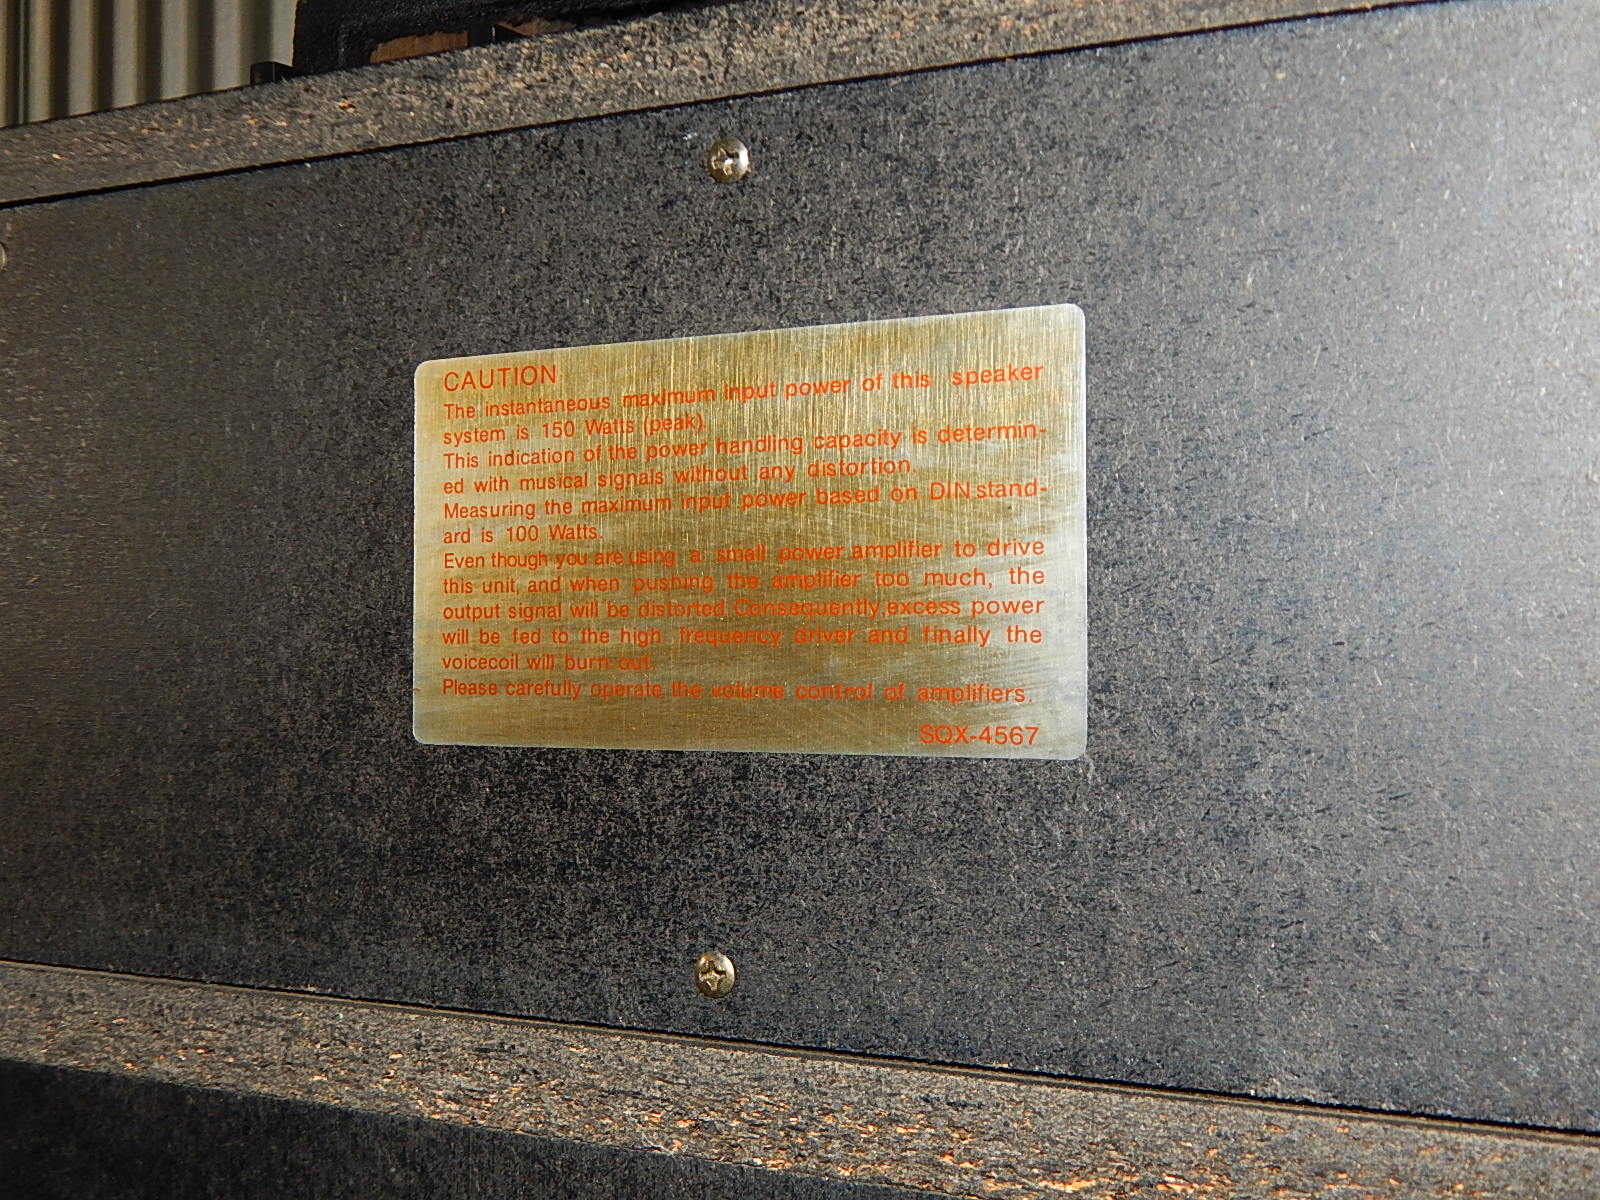 CAUTION
The instantaneous maximum input power of this speaker
system is 150 Watts (peak)
This indication of the power handling capacity is determin-
ed with musical signals without any distortion.
Measuring the maximum input power based on DIN stand-
ard is 100 Watts.
Even though you are using a small power amplifier to drive
this unit, and when pushing the amplifier too much, the
output signal will be distorted. Consequently, excess power
will be fed to the high frequency driver and finally the
voicecoil will burn out.
Please carefully operate the volume control of amplifiers.
SQX-4567